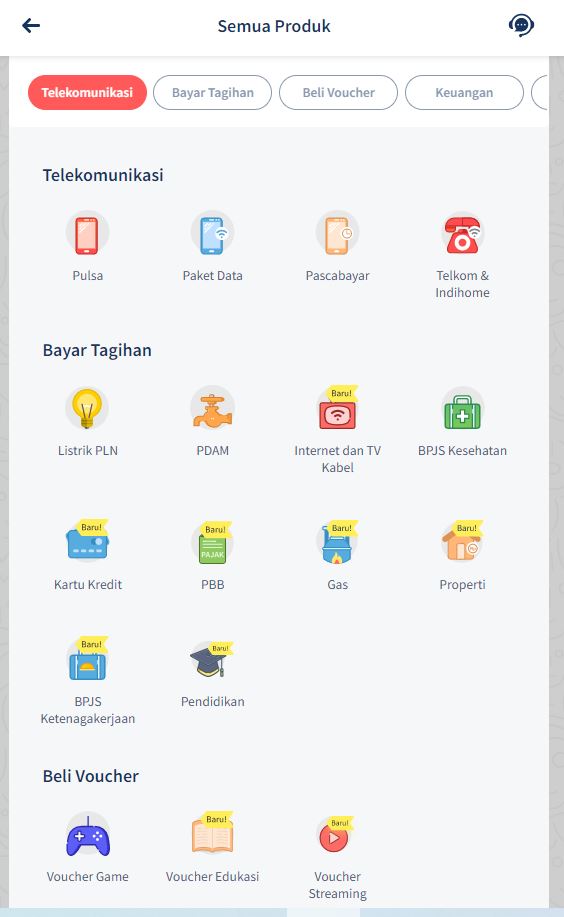 Semua Produk
Telekomunikasi
Bayar Tagihan
Beli Voucher
Keuangan
Telekomunikasi
Pulsa
Paket Data
Pascabayar
Telkom &
Indihome
Bayar Tagihan
Listrik PLN
PDAM
Baru!
Internet dan TV
Kabel
BPJS Kesehatan
Baru!
Kartu Kredit
Baru!
PAJAK
PBB
Baru!
Gas
Baru!
Properti
Baru!
BPJS
Ketenagakerjaan
Baru!
Pendidikan
Beli Voucher
Voucher Game
Baru!
Voucher Edukasi
Baru!
Voucher
Streaming